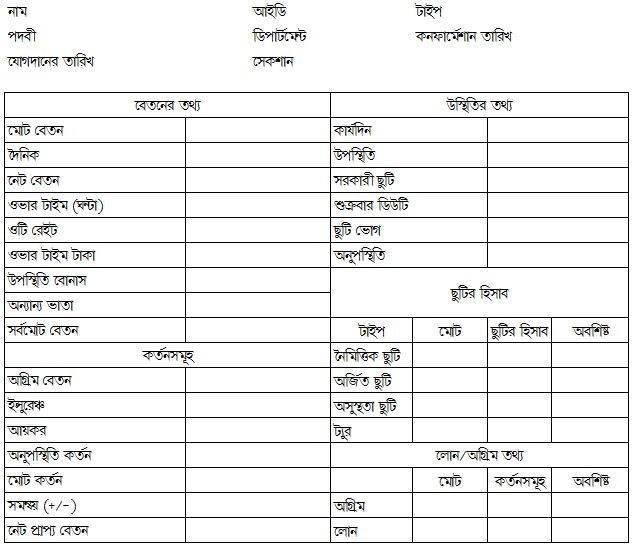 নাম আইডি টাইপ
পদবী ডিপার্টমেন্ট কনফার্মেশান তারিখ
যোগদানের তারিখ সেকশান
বেতনের তথ্য উস্থিতির তথ্য
মোট বেতন কার্যদিন
দৈনিক উপস্থিতি
নেট বেতন সরকারী ছুটি
ওভার টাইম (ঘন্টা) শুক্রবার ডিউটি
ওটি রেইট ছুটি ভোগ
ওভার টাইম টাকা অনুপস্থিতি
উপস্থিতি বোনাস
ছুটির হিসাব
অন্যান্য ভাতা
সর্বমোট বেতন টাইপ মোট ছুটির হিসাব অবশিষ্ট
কর্তনসমূহ নৈমিত্তিক ছুটি
অগ্রিম বেতন অর্জিত ছুটি
ইন্সুরেঞ্চ অসুস্থতা ছুটি
আয়কর ট্যুর
অনুপস্থিতি কর্তন লোন/অগ্রিম তথ্য
মোট কর্তন মোট কর্তনসমূহ অবশিষ্ট
সমন্বয় (+/-) অগ্রিম
নেট প্রাপ্য বেতন লোন